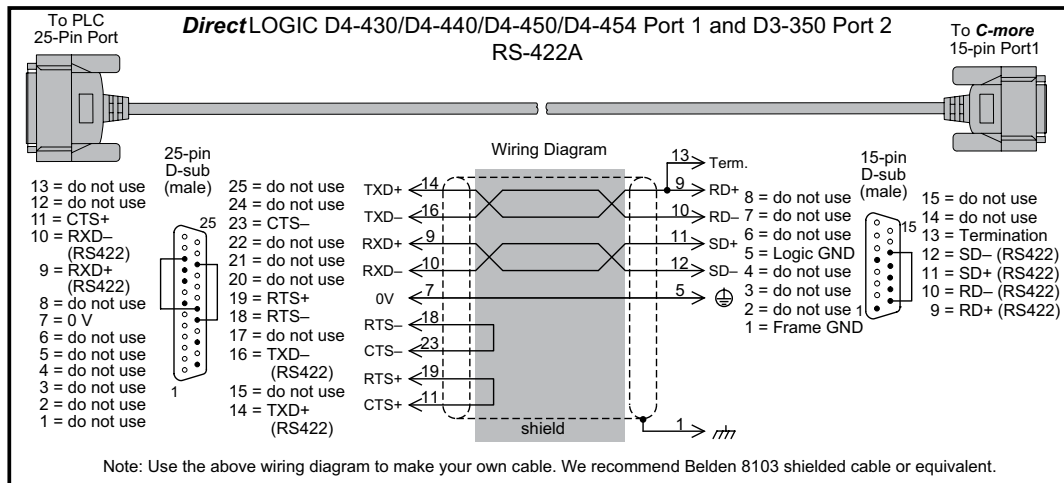 To PLC
25-Pin Port
DirectLOGIC D4-430/D4-440/D4-450/D4-454 Port 1 and D3-350 Port 2
RS-422A
To C-more
15-pin Port1
25-pin
D-sub
(male)
13 = do not use
12 = do not use
11 = CTS+
10 = RXD–
(RS422)
9 = RXD+
(RS422)
8 = do not use
7 = 0 V
6 = do not use
5 = do not use
4 = do not use
3 = do not use
2 = do not use
1 = do not use
25
1
25 = do not use
24 = do not use
23 = CTS–
22 = do not use
21 = do not use
20 = do not use
19 = RTS+
18 = RTS–
17 = do not use
16 = TXD–
(RS422)
15 = do not use
14 = TXD+
(RS422)
Wiring Diagram
13 Term.
TXD+ 14 9 RD+
TXD– 16 10 RD–
RXD+ 9 11 SD+
RXD– 10 12 SD–
0V 7 5
RTS– 18
CTS– 23
RTS+ 19
CTS+ 11
shield
1
8 = do not use
7 = do not use
6 = do not use
5 = Logic GND
4 = do not use
3 = do not use
2 = do not use
1 = Frame GND
15-pin
D-sub
(male)
15
1
15 = do not use
14 = do not use
13 = Termination
12 = SD– (RS422)
11 = SD+ (RS422)
10 = RD– (RS422)
9 = RD+ (RS422)
Note: Use the above wiring diagram to make your own cable. We recommend Belden 8103 shielded cable or equivalent.